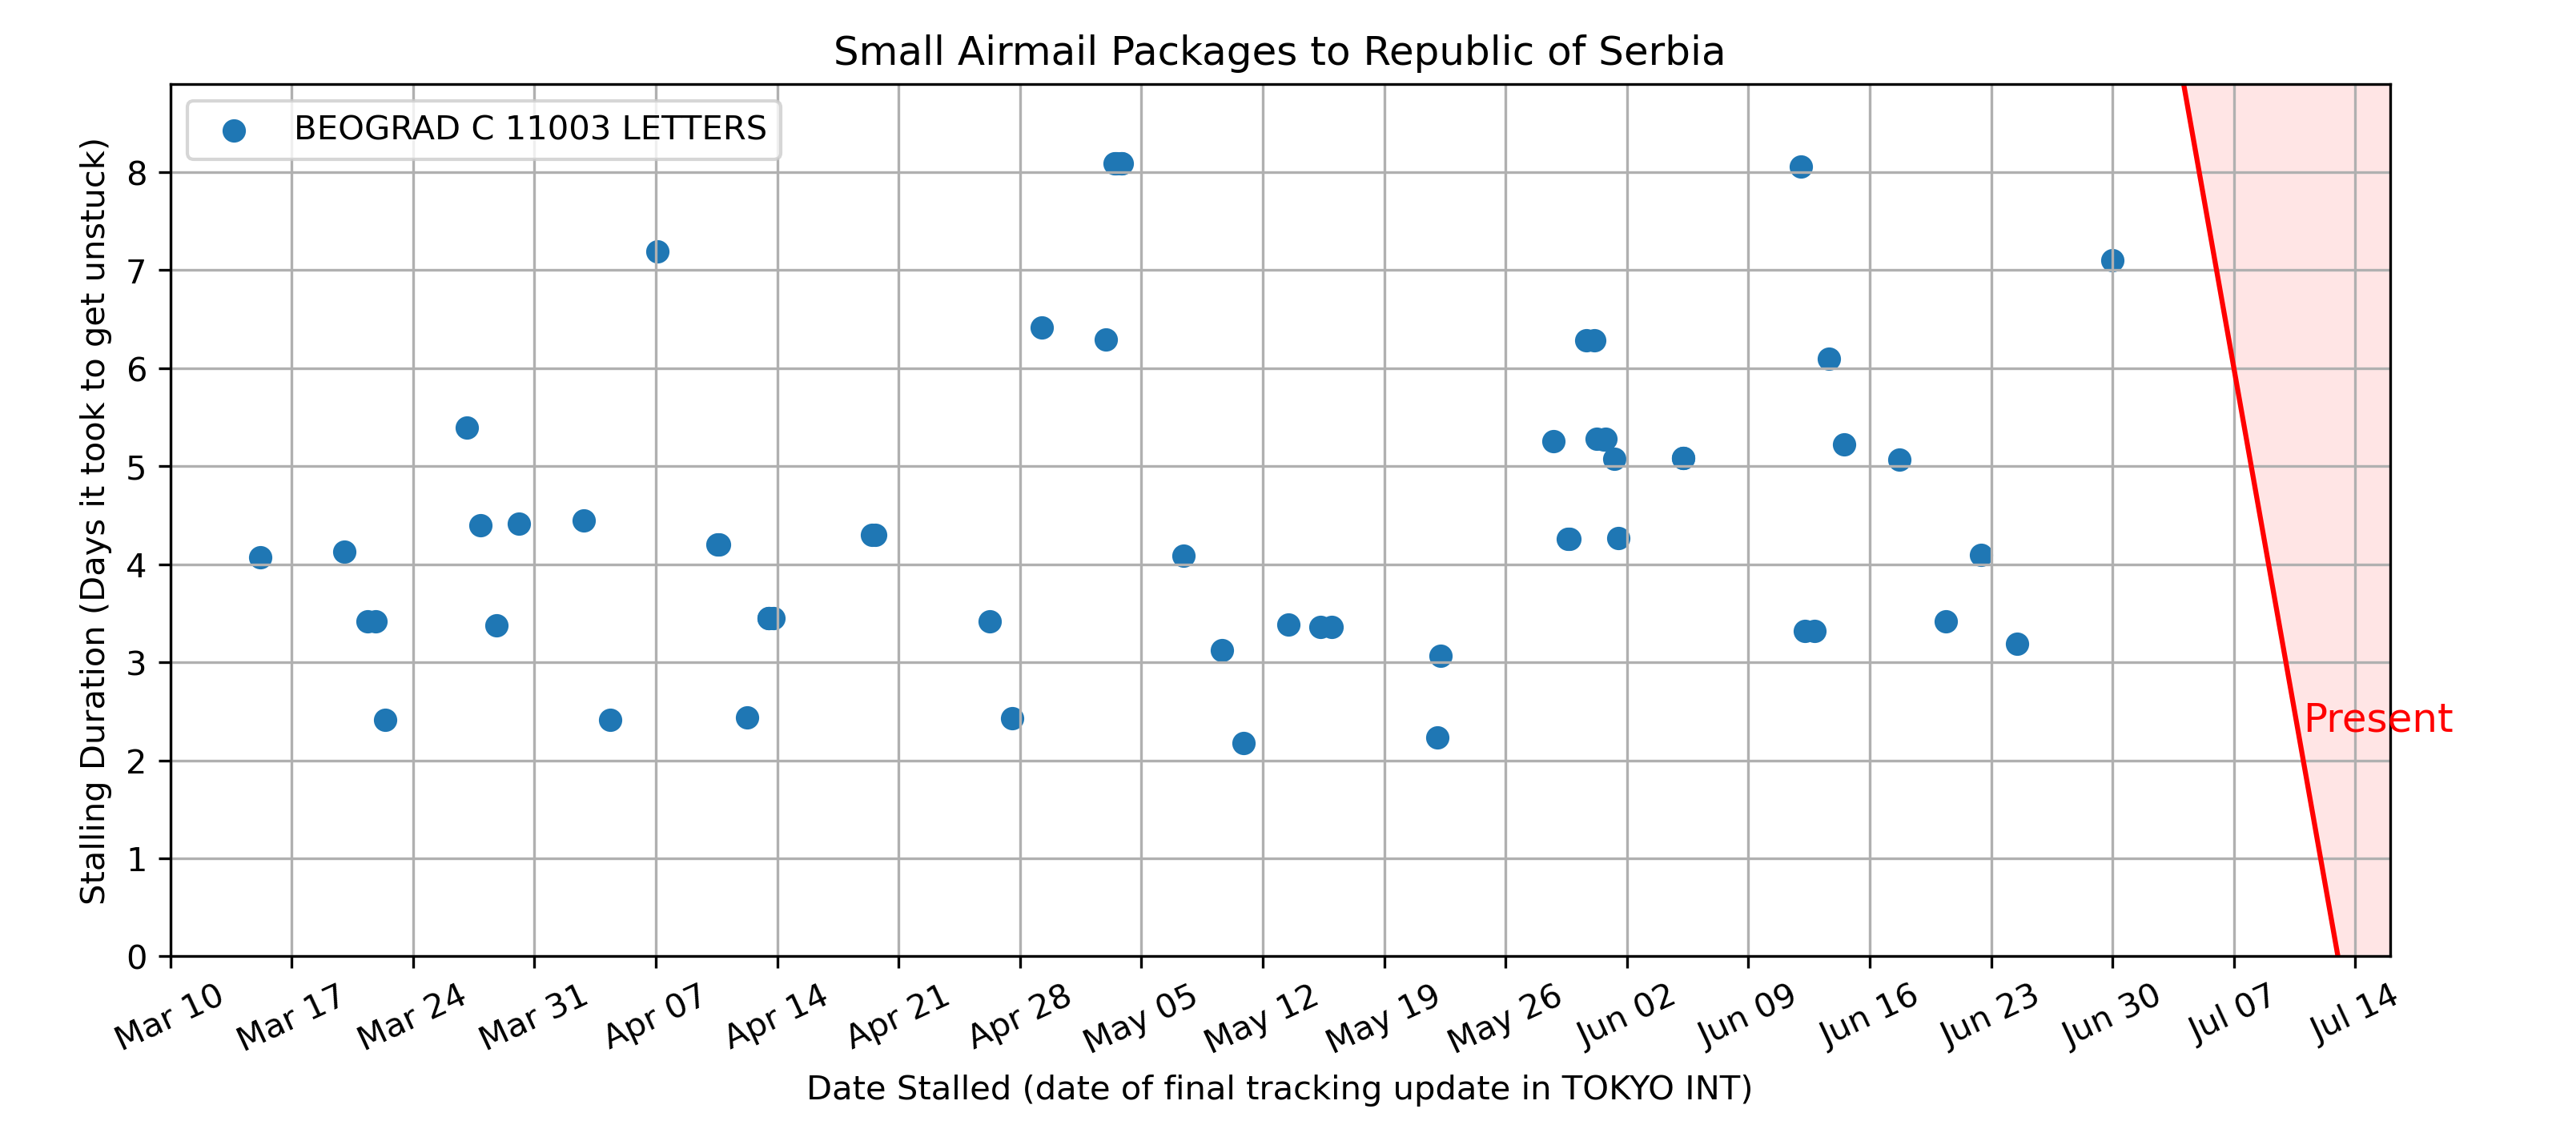 Small Airmail Packages to Republic of Serbia
BEOGRAD C 11003 LETTERS
Stalling Duration (Days it took to get unstuck)
8
7
6
5
4
3
2
1
0
Present
Mar 10
Mar 17
Mar 24
Mar 31
Apr 07
Apr 14
Apr 21
Apr 28
May 05
May 12
May 19
May 26
Jun 02
Jun 09
Jun 16
Jun 23
Jun 30
Jul 07
Jul 14
Date Stalled (date of final tracking update in TOKYO INT)